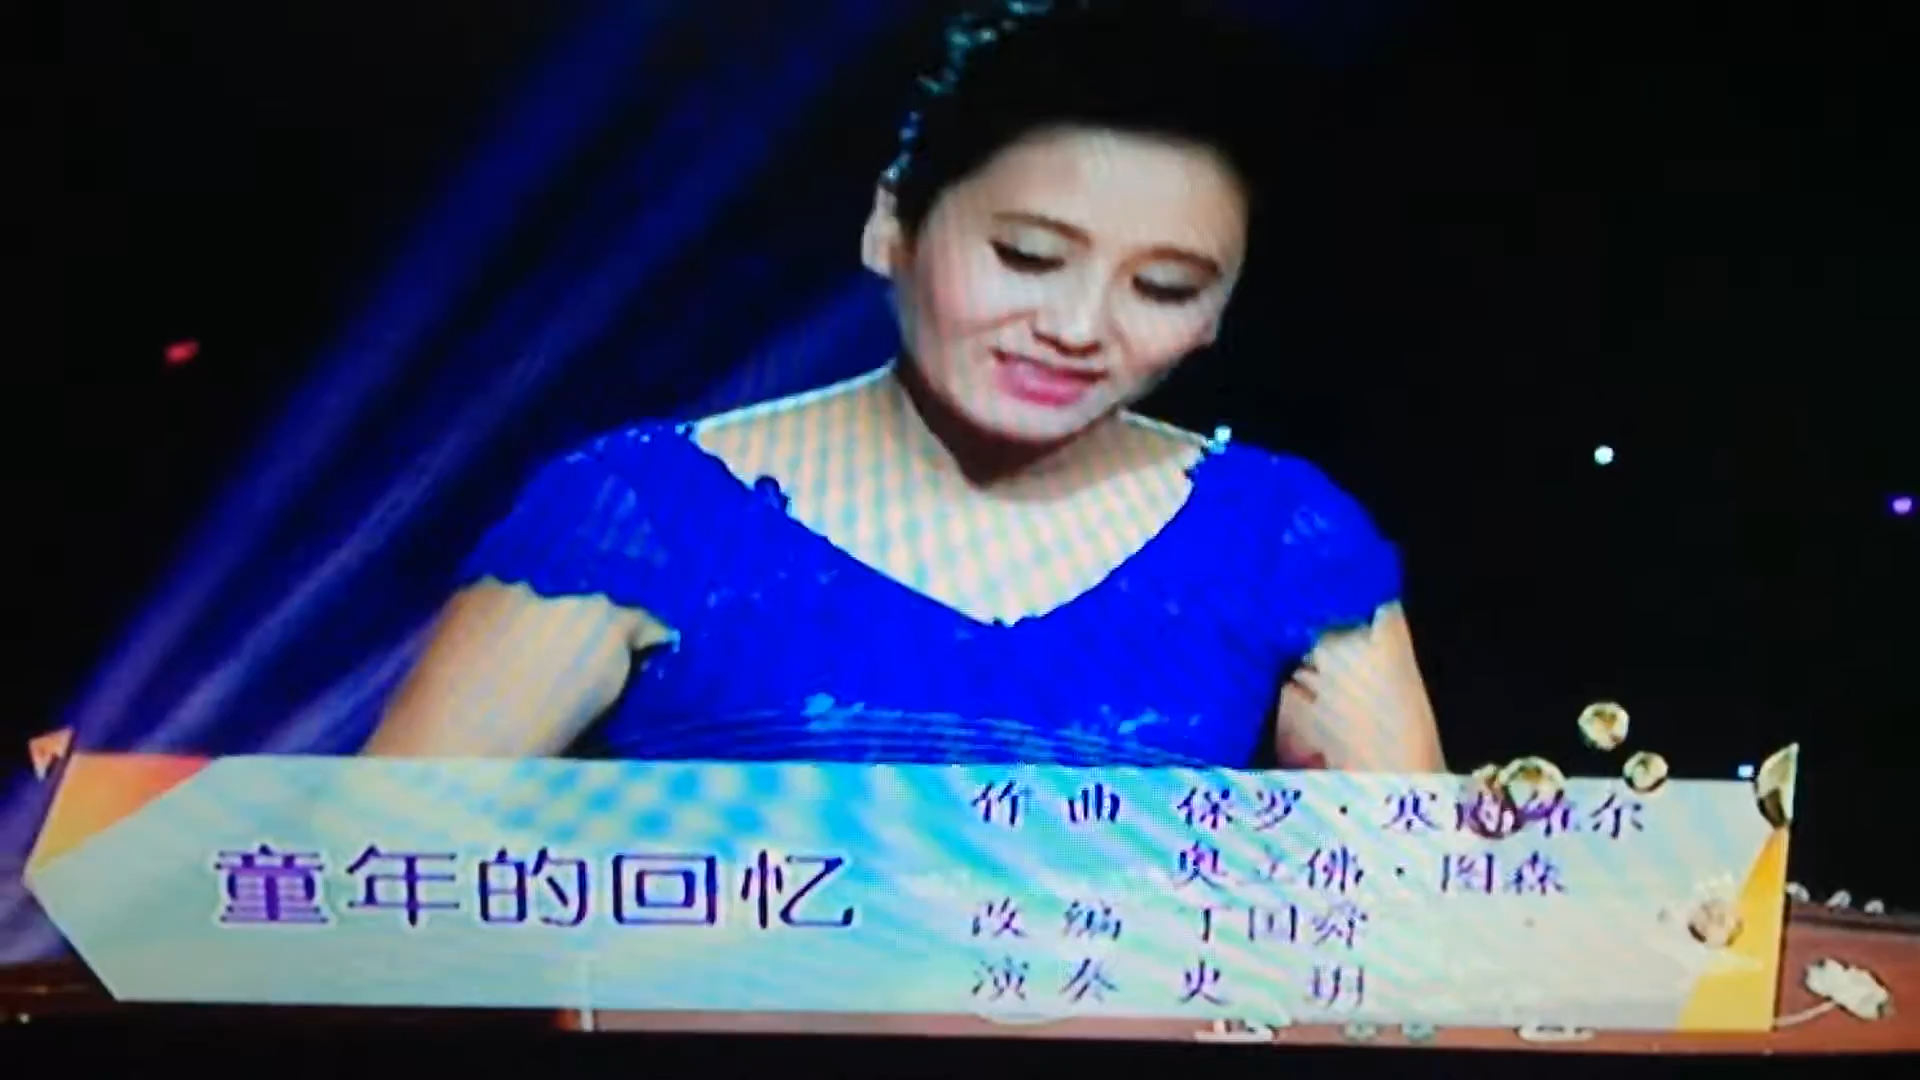 童年的回忆
作 曲 保罗·塞内维尔
奥立佛·图森
改 编 丁国舜
演 奏 史 玥